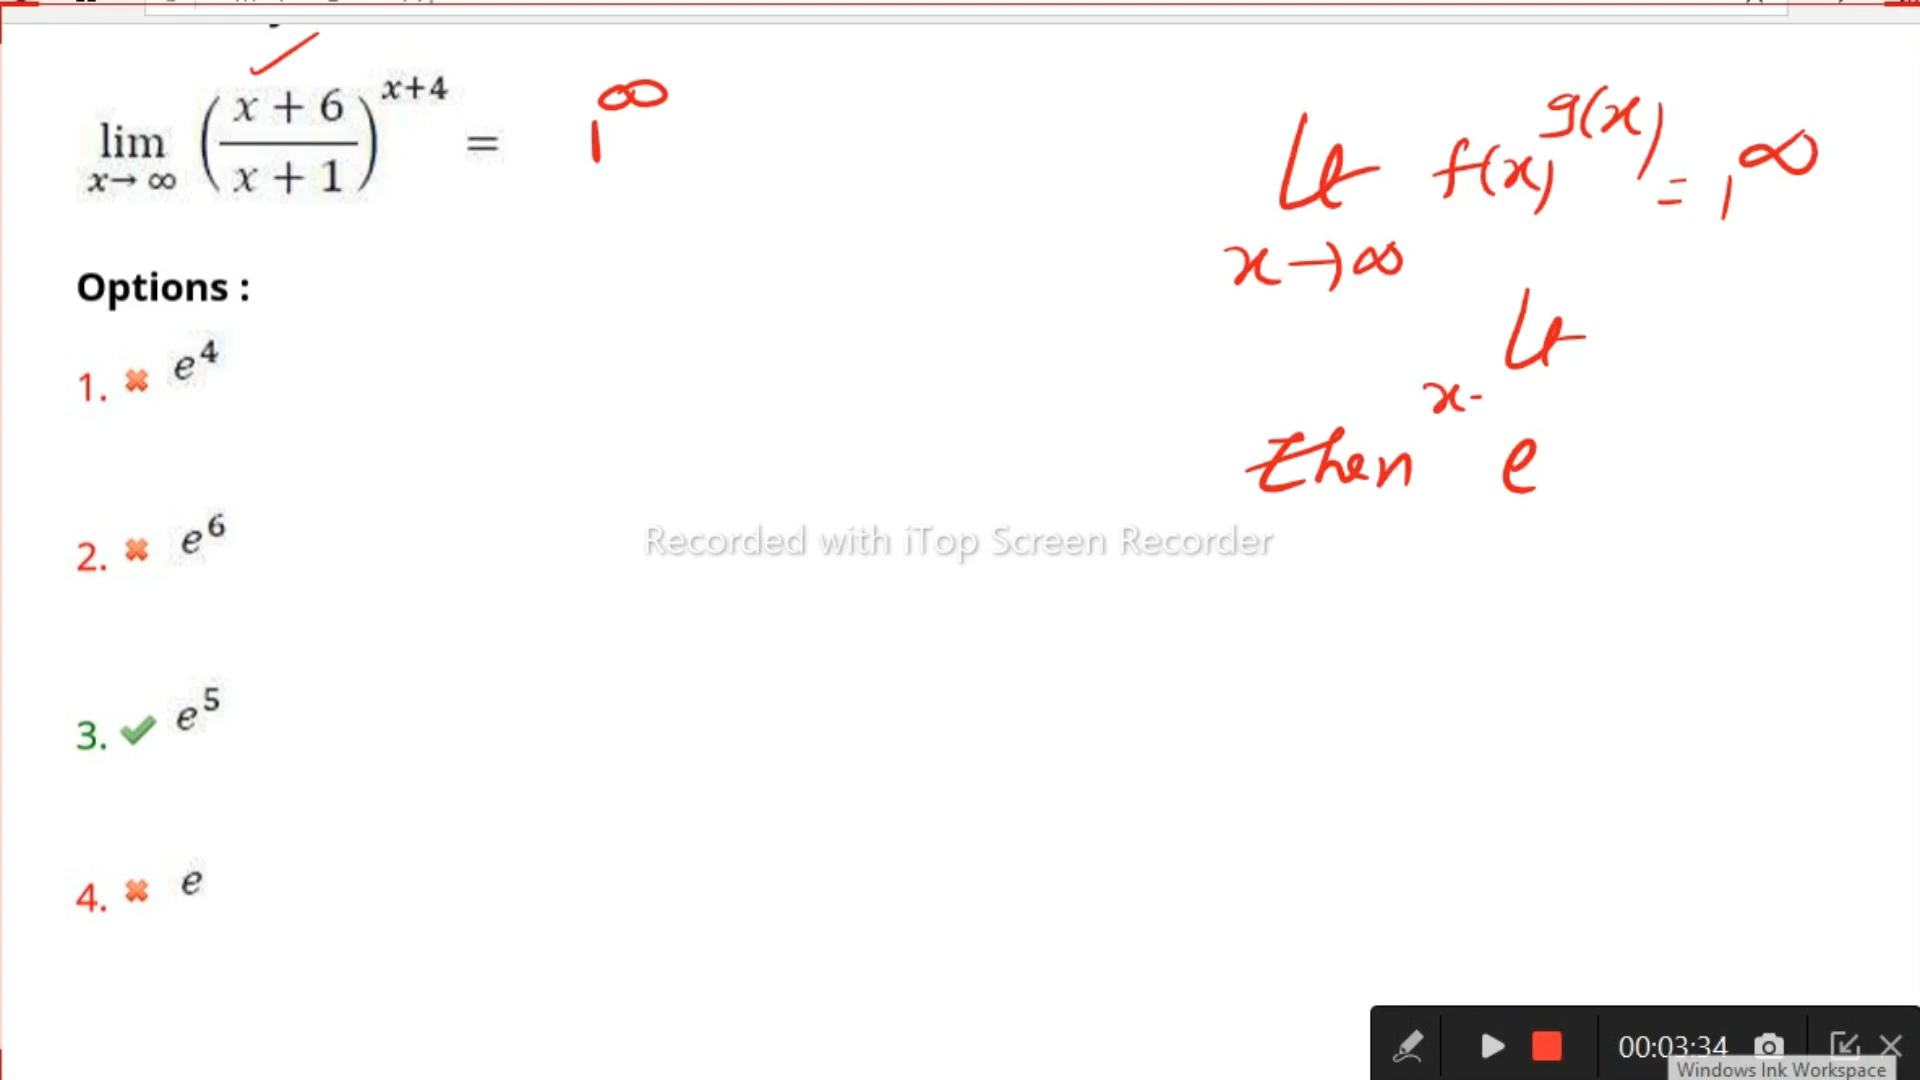 lim x→ ∞ ((x + 6)/(x + 1))^(x+4) = 1^∞
Lt f(x)^g(x) = 1^∞
x→∞
Lt
x-
then e
Options :
1. ✖ e^4
2. ✖ e^6
3. ✔ e^5
4. ✖ e
Recorded with iTop Screen Recorder
00:03:34
Windows Ink Workspace